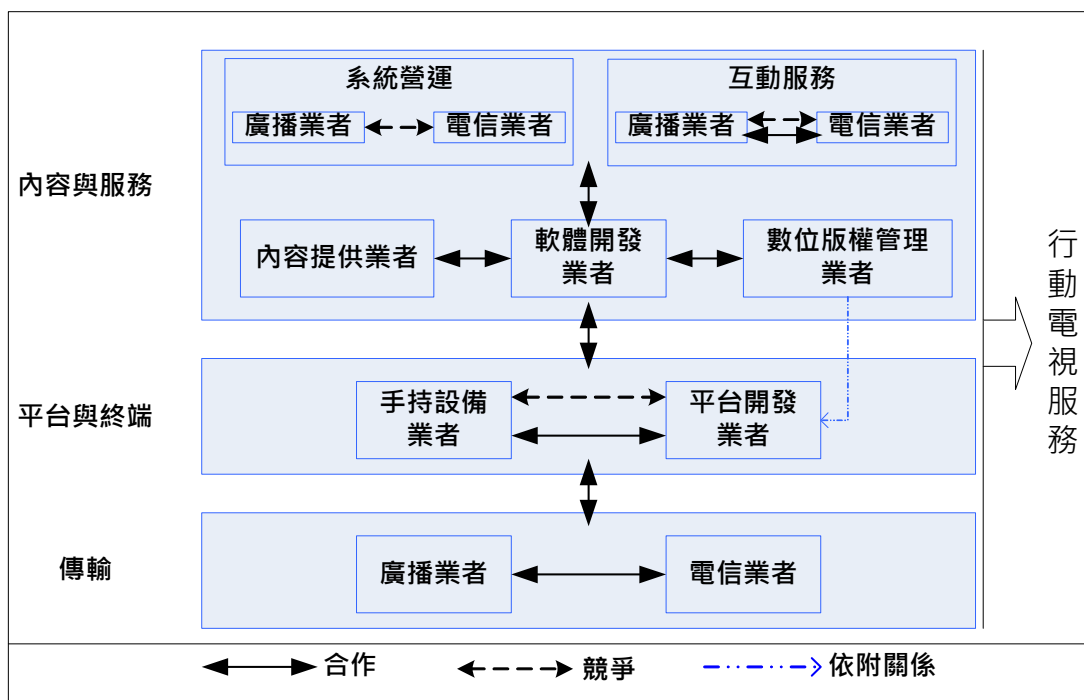 系統營運
互動服務
廣播業者
電信業者
廣播業者
電信業者
內容與服務
內容提供業者
軟體開發
業者
數位版權管理
業者
平台與終端
手持設備
業者
平台開發
業者
傳輸
廣播業者
電信業者
行動電視服務
合作
競爭
依附關係